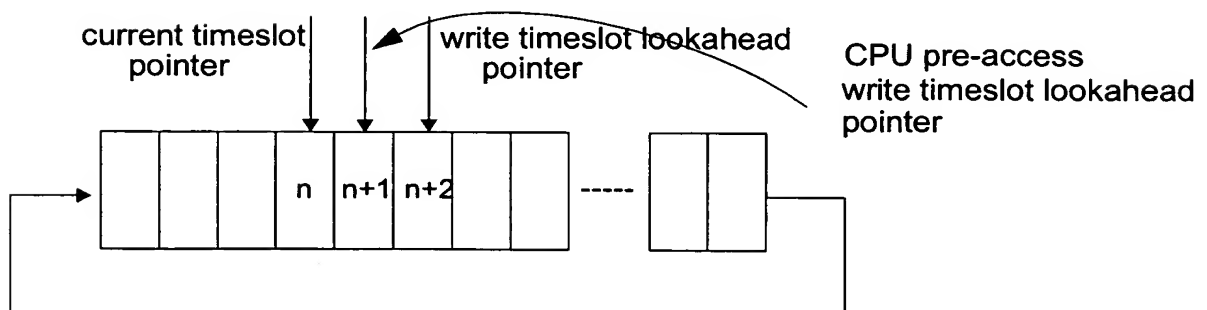 current timeslot
pointer
write timeslot lookahead
pointer
CPU pre-access
write timeslot lookahead
pointer
n
n+1
n+2